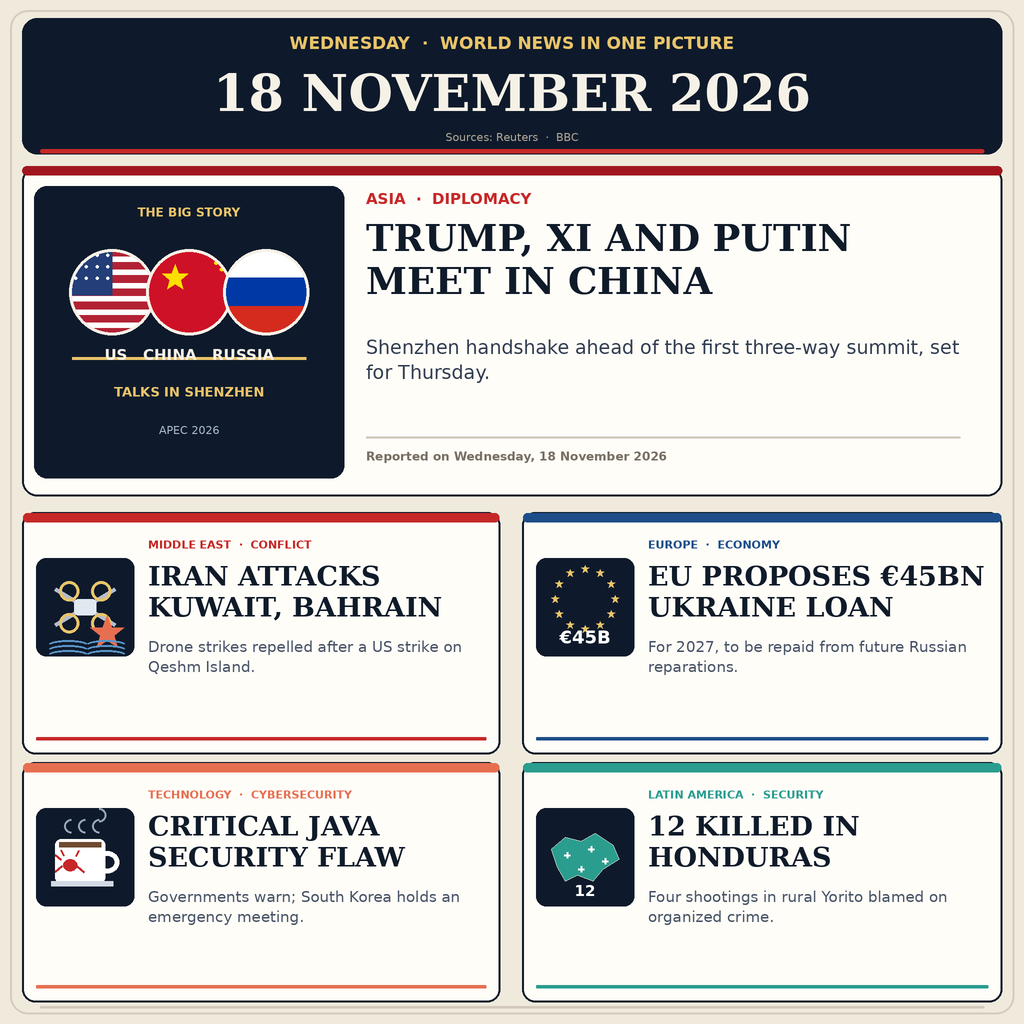 WEDNESDAY · WORLD NEWS IN ONE PICTURE
18 NOVEMBER 2026
Sources: Reuters · BBC
THE BIG STORY
US CHINA RUSSIA
TALKS IN SHENZHEN
APEC 2026
ASIA · DIPLOMACY
TRUMP, XI AND PUTIN
MEET IN CHINA
Shenzhen handshake ahead of the first three-way summit, set
for Thursday.
Reported on Wednesday, 18 November 2026
MIDDLE EAST · CONFLICT
IRAN ATTACKS
KUWAIT, BAHRAIN
Drone strikes repelled after a US strike on
Qeshm Island.
EUROPE · ECONOMY
EU PROPOSES €45BN
UKRAINE LOAN
€45B
For 2027, to be repaid from future Russian
reparations.
TECHNOLOGY · CYBERSECURITY
CRITICAL JAVA
SECURITY FLAW
Governments warn; South Korea holds an
emergency meeting.
LATIN AMERICA · SECURITY
12 KILLED IN
HONDURAS
12
Four shootings in rural Yorito blamed on
organized crime.